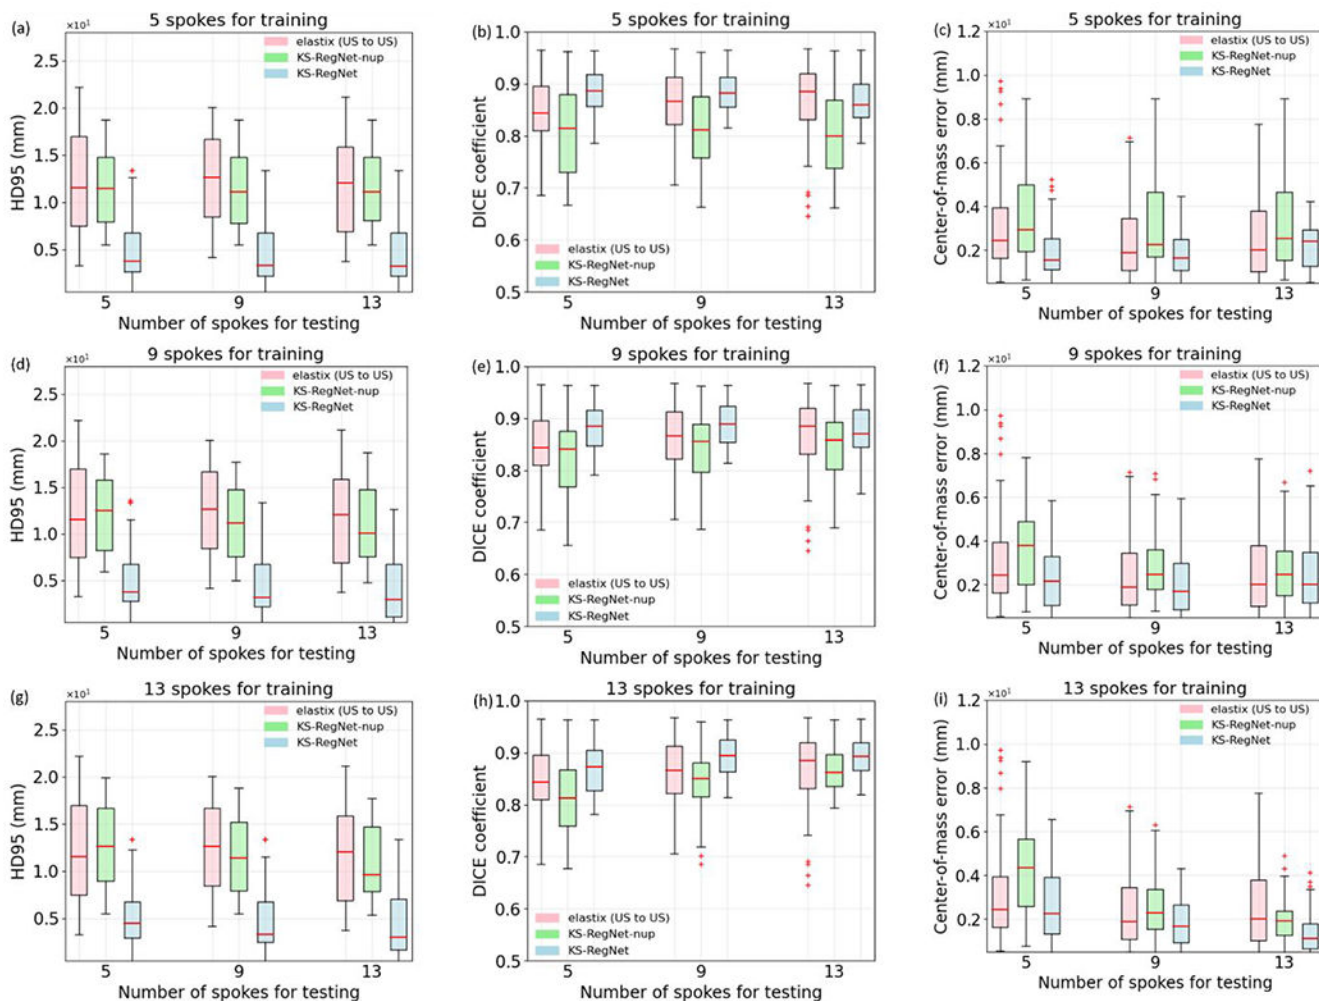 (a)
5 spokes for training
×10¹
elastix (US to US)
KS-RegNet-nup
KS-RegNet
HD95 (mm)
2.5
2.0
1.5
1.0
0.5
5
9
13
Number of spokes for testing
(b)
5 spokes for training
DICE coefficient
1.0
0.9
0.8
0.7
0.6
0.5
elastix (US to US)
KS-RegNet-nup
KS-RegNet
5
9
13
Number of spokes for testing
(c)
5 spokes for training
×10¹
elastix (US to US)
KS-RegNet-nup
KS-RegNet
Center-of-mass error (mm)
1.2
1.0
0.8
0.6
0.4
0.2
5
9
13
Number of spokes for testing
(d)
9 spokes for training
×10¹
elastix (US to US)
KS-RegNet-nup
KS-RegNet
HD95 (mm)
2.5
2.0
1.5
1.0
0.5
5
9
13
Number of spokes for testing
(e)
9 spokes for training
DICE coefficient
1.0
0.9
0.8
0.7
0.6
0.5
elastix (US to US)
KS-RegNet-nup
KS-RegNet
5
9
13
Number of spokes for testing
(f)
9 spokes for training
×10¹
elastix (US to US)
KS-RegNet-nup
KS-RegNet
Center-of-mass error (mm)
1.2
1.0
0.8
0.6
0.4
0.2
5
9
13
Number of spokes for testing
(g)
13 spokes for training
×10¹
elastix (US to US)
KS-RegNet-nup
KS-RegNet
HD95 (mm)
2.5
2.0
1.5
1.0
0.5
5
9
13
Number of spokes for testing
(h)
13 spokes for training
DICE coefficient
1.0
0.9
0.8
0.7
0.6
0.5
elastix (US to US)
KS-RegNet-nup
KS-RegNet
5
9
13
Number of spokes for testing
(i)
13 spokes for training
×10¹
elastix (US to US)
KS-RegNet-nup
KS-RegNet
Center-of-mass error (mm)
1.2
1.0
0.8
0.6
0.4
0.2
5
9
13
Number of spokes for testing